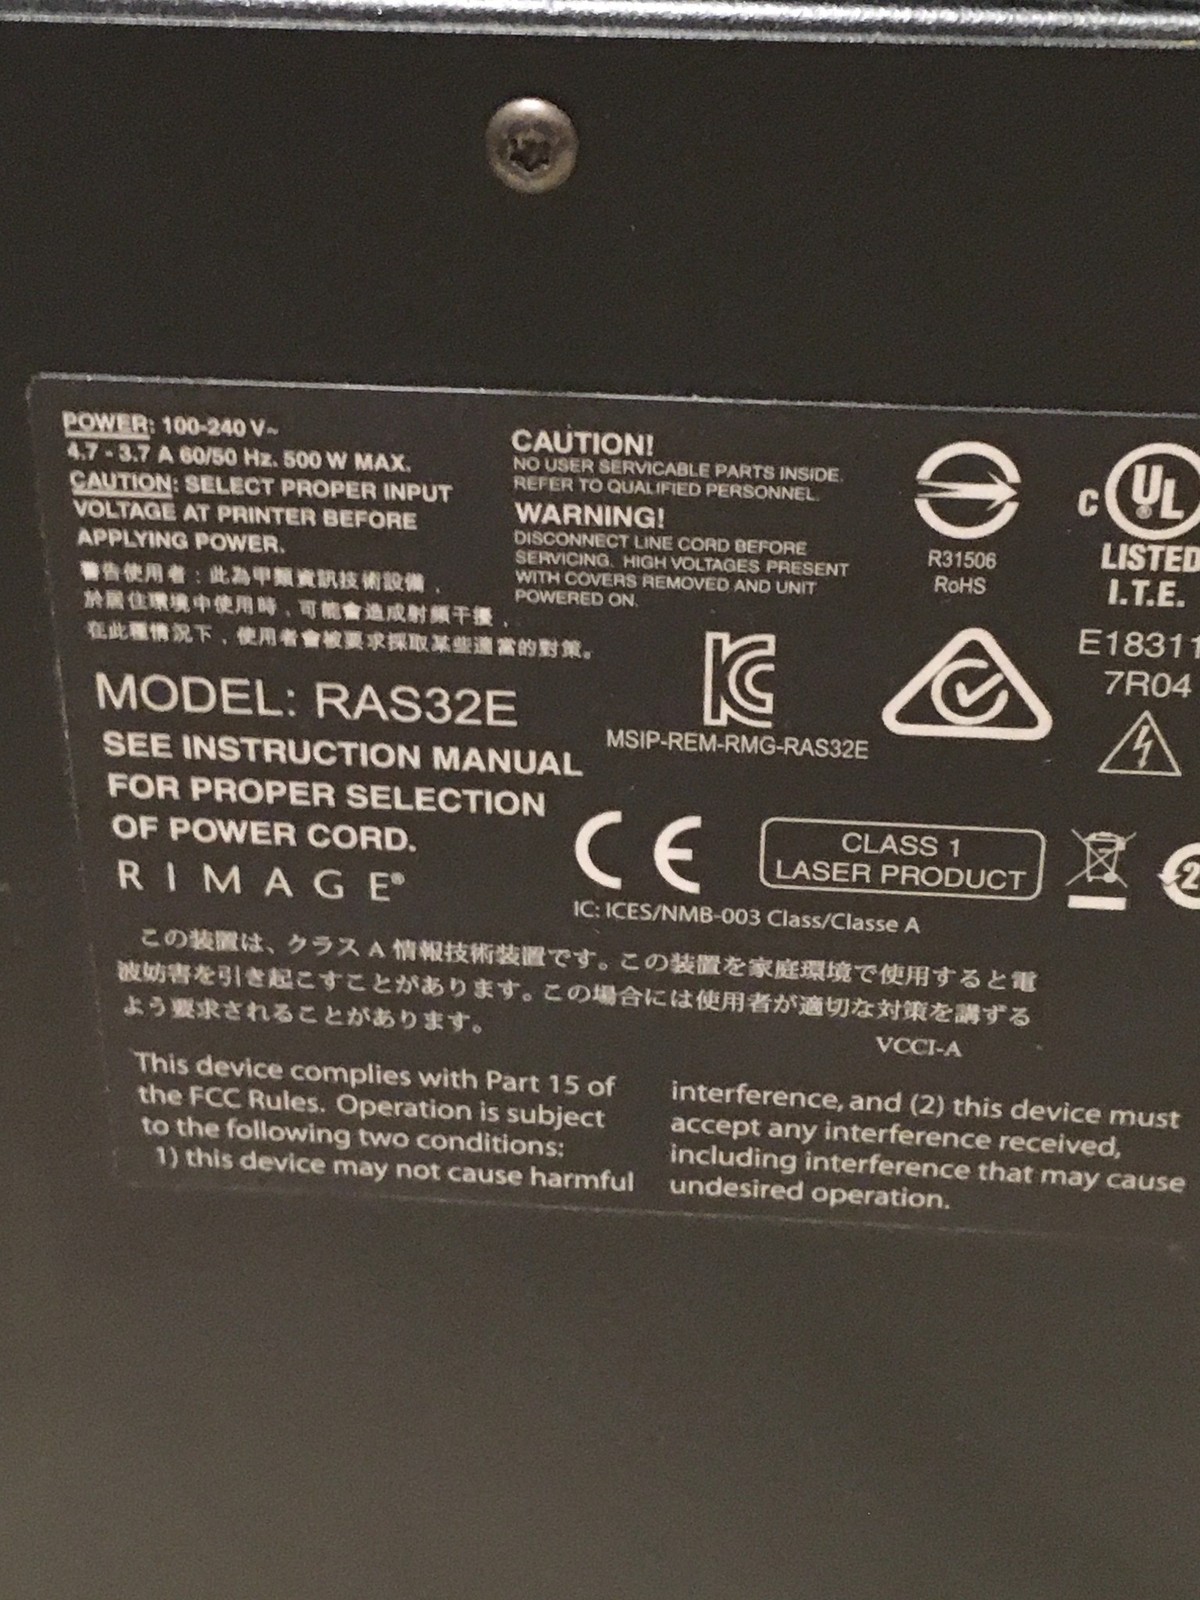 POWER: 100-240 V~
4.7 - 3.7 A 60/50 Hz. 500 W MAX.
CAUTION: SELECT PROPER INPUT
VOLTAGE AT PRINTER BEFORE
APPLYING POWER.
警告使用者：此為甲類資訊技術設備，
於居住環境中使用時，可能會造成射頻干擾，
在此種情況下，使用者會被要求採取某些適當的對策。
MODEL: RAS32E
SEE INSTRUCTION MANUAL
FOR PROPER SELECTION
OF POWER CORD.
RIMAGE®
CAUTION!
NO USER SERVICABLE PARTS INSIDE.
REFER TO QUALIFIED PERSONNEL.
WARNING!
DISCONNECT LINE CORD BEFORE
SERVICING. HIGH VOLTAGES PRESENT
WITH COVERS REMOVED AND UNIT
POWERED ON.
R31506
RoHS
C UL®
LISTED
I.T.E.
E18311
7R04
MSIP-REM-RMG-RAS32E
CE
CLASS 1
LASER PRODUCT
IC: ICES/NMB-003 Class/Classe A
この装置は、クラス A 情報技術装置です。この装置を家庭環境で使用すると電
波妨害を引き起こすことがあります。この場合には使用者が適切な対策を講ずる
よう要求されることがあります。
VCCI-A
This device complies with Part 15 of
the FCC Rules. Operation is subject
to the following two conditions:
1) this device may not cause harmful
interference, and (2) this device must
accept any interference received,
including interference that may cause
undesired operation.